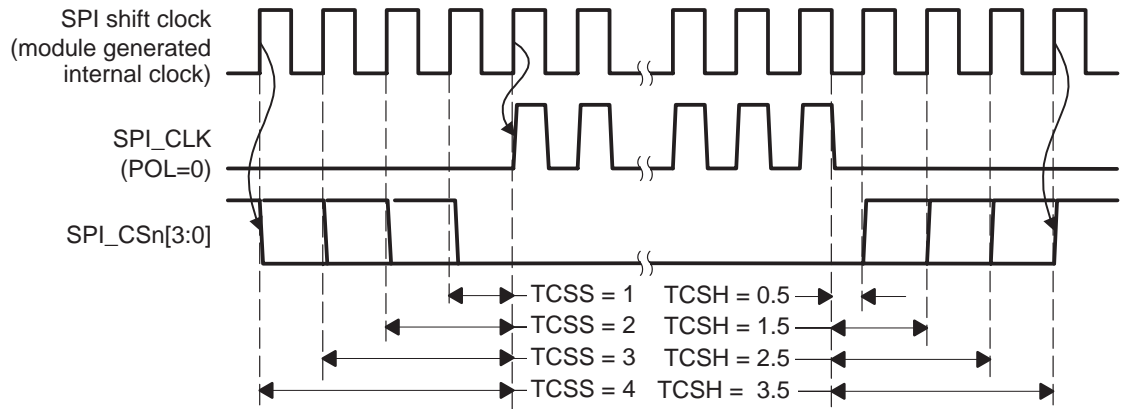 SPI shift clock
(module generated
internal clock)
SPI_CLK
(POL=0)
SPI_CSn[3:0]
TCSS = 1 TCSH = 0.5
TCSS = 2 TCSH = 1.5
TCSS = 3 TCSH = 2.5
TCSS = 4 TCSH = 3.5